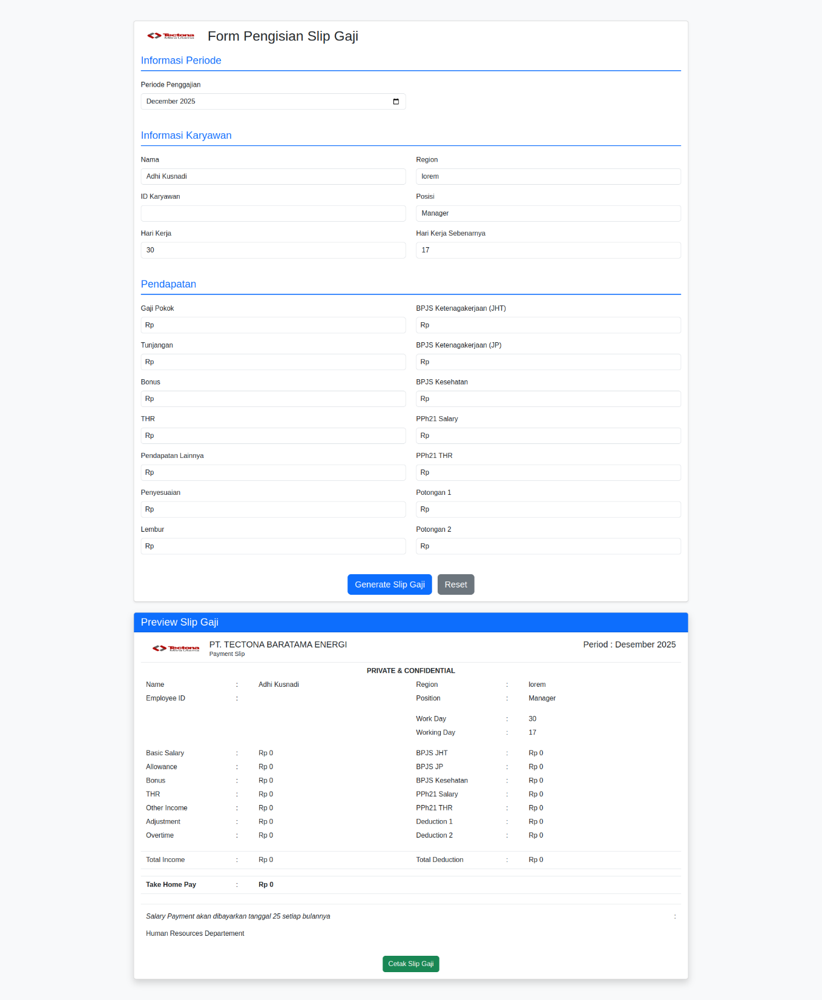 Tectona
Mitra Utama
Form Pengisian Slip Gaji
Informasi Periode
Periode Penggajian
December 2025
Informasi Karyawan
Nama
Region
Adhi Kusnadi
lorem
ID Karyawan
Posisi
Manager
Hari Kerja
Hari Kerja Sebenarnya
30
17
Pendapatan
Gaji Pokok
BPJS Ketenagakerjaan (JHT)
Rp
Rp
Tunjangan
BPJS Ketenagakerjaan (JP)
Rp
Rp
Bonus
BPJS Kesehatan
Rp
Rp
THR
PPh21 Salary
Rp
Rp
Pendapatan Lainnya
PPh21 THR
Rp
Rp
Penyesuaian
Potongan 1
Rp
Rp
Lembur
Potongan 2
Rp
Rp
Generate Slip Gaji
Reset
Preview Slip Gaji
Tectona
Mitra Utama
PT. TECTONA BARATAMA ENERGI
Payment Slip
Period : Desember 2025
PRIVATE & CONFIDENTIAL
Name : Adhi Kusnadi Region : lorem
Employee ID : Position : Manager
Work Day : 30
Working Day : 17
Basic Salary : Rp 0 BPJS JHT : Rp 0
Allowance : Rp 0 BPJS JP : Rp 0
Bonus : Rp 0 BPJS Kesehatan : Rp 0
THR : Rp 0 PPh21 Salary : Rp 0
Other Income : Rp 0 PPh21 THR : Rp 0
Adjustment : Rp 0 Deduction 1 : Rp 0
Overtime : Rp 0 Deduction 2 : Rp 0
Total Income : Rp 0 Total Deduction : Rp 0
Take Home Pay : Rp 0
Salary Payment akan dibayarkan tanggal 25 setiap bulannya :
Human Resources Departement
Cetak Slip Gaji